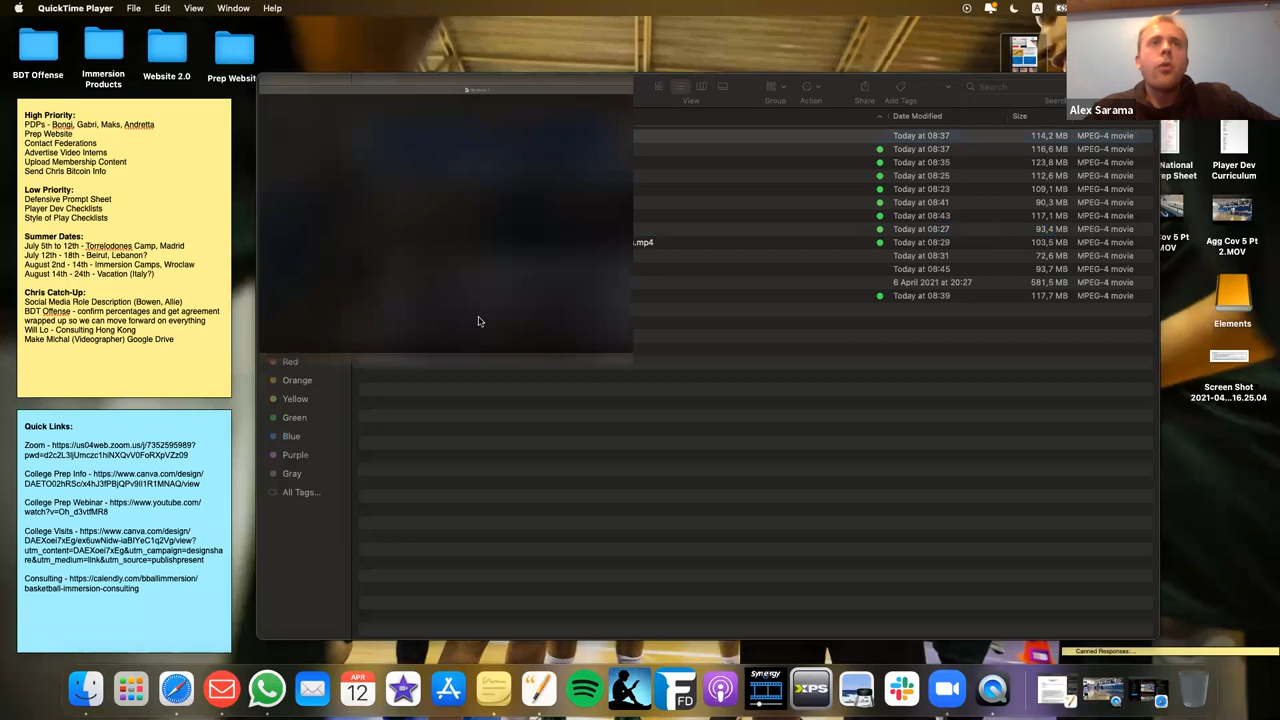 QuickTime Player File Edit View Window Help
BDT Offense
Immersion
Products
Website 2.0
Prep Websit
High Priority:
PDPs - Bongi, Gabri, Maks, Andretta
Prep Website
Contact Federations
Advertise Video Interns
Upload Membership Content
Send Chris Bitcoin Info
Low Priority:
Defensive Prompt Sheet
Player Dev Checklists
Style of Play Checklists
Summer Dates:
July 5th to 12th - Torrelodones Camp, Madrid
July 12th - 18th - Beirut, Lebanon?
August 2nd - 14th - Immersion Camps, Wroclaw
August 14th - 24th - Vacation (Italy?)
Chris Catch-Up:
Social Media Role Description (Bowen, Allie)
BDT Offense - confirm percentages and get agreement
wrapped up so we can move forward on everything
Will Lo - Consulting Hong Kong
Make Michal (Videographer) Google Drive
Quick Links:
Zoom - https://us04web.zoom.us/j/7352595989?
College Prep Info - https://www.canva.com/design/
College Prep Webinar - https://www.youtube.com/
watch?v=Oh_d3vtfMR8
College Visits - https://www.canva.com/design/
utm_content=DAEXoei7xEg&utm_campaign=designsha
re&utm_medium=link&utm_source=publishpresent
Consulting - https://calendly.com/bballimmersion/
basketball-immersion-consulting
View Group Action Share Add Tags Search
Date Modified Size
Today at 08:37 114,2 MB MPEG-4 movie
Today at 08:37 116,6 MB MPEG-4 movie
Today at 08:35 123,8 MB MPEG-4 movie
Today at 08:25 112,6 MB MPEG-4 movie
Today at 08:23 109,1 MB MPEG-4 movie
Today at 08:41 90,3 MB MPEG-4 movie
Today at 08:43 117,1 MB MPEG-4 movie
Today at 08:27 93,4 MB MPEG-4 movie
.mp4 Today at 08:29 103,5 MB MPEG-4 movie
Today at 08:31 72,6 MB MPEG-4 movie
Today at 08:45 93,7 MB MPEG-4 movie
6 April 2021 at 20:27 581,5 MB MPEG-4 movie
Today at 08:39 117,7 MB MPEG-4 movie
Red
Orange
Yellow
Green
Blue
Purple
Gray
All Tags...
Alex Sarama
National
ep Sheet
Player Dev
Curriculum
MOV
Agg Cov 5 Pt
2.MOV
Elements
Screen Shot
2021-04...16.25.04
Canned Responses:...
APR
12
FD
Synergy
XPS